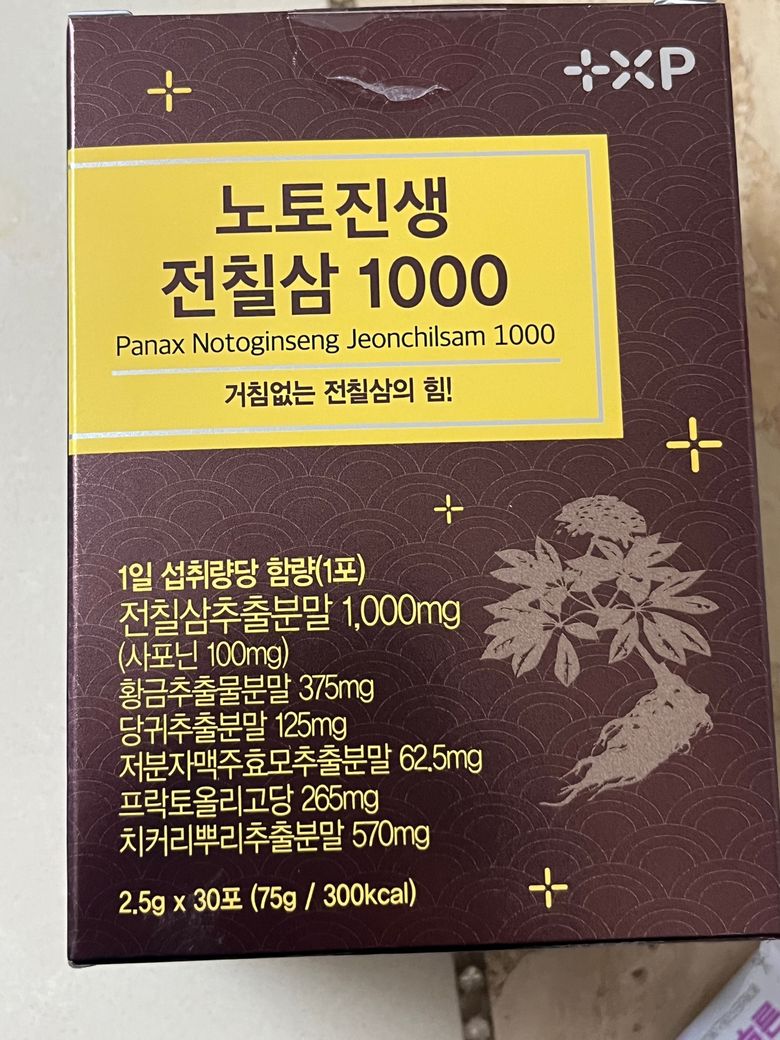 +XP
노토진생
전칠삼 1000
Panax Notoginseng Jeonchilsam 1000
거침없는 전칠삼의 힘!
1일 섭취량당 함량(1포)
전칠삼추출분말 1,000mg
(사포닌 100mg)
황금추출물분말 375mg
당귀추출분말 125mg
저분자맥주효모추출분말 62.5mg
프락토올리고당 265mg
치커리뿌리추출분말 570mg
2.5g x 30포 (75g / 300kcal)